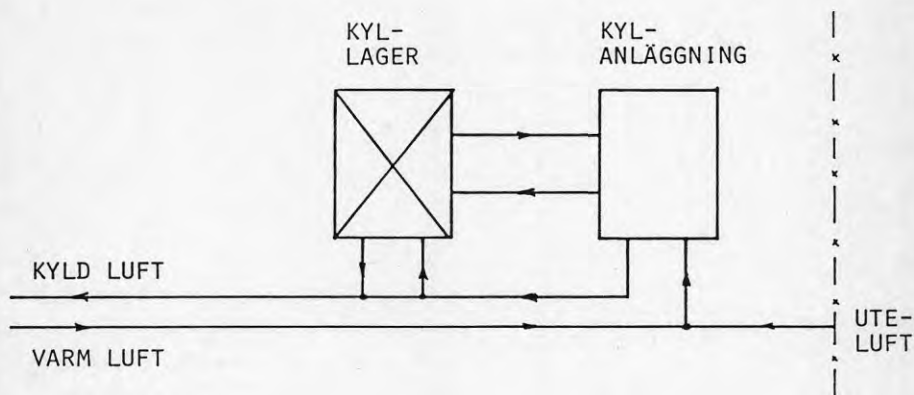 KYL-
LAGER
KYL-
ANLÄGGNING
KYLD LUFT
VARM LUFT
UTE-
LUFT